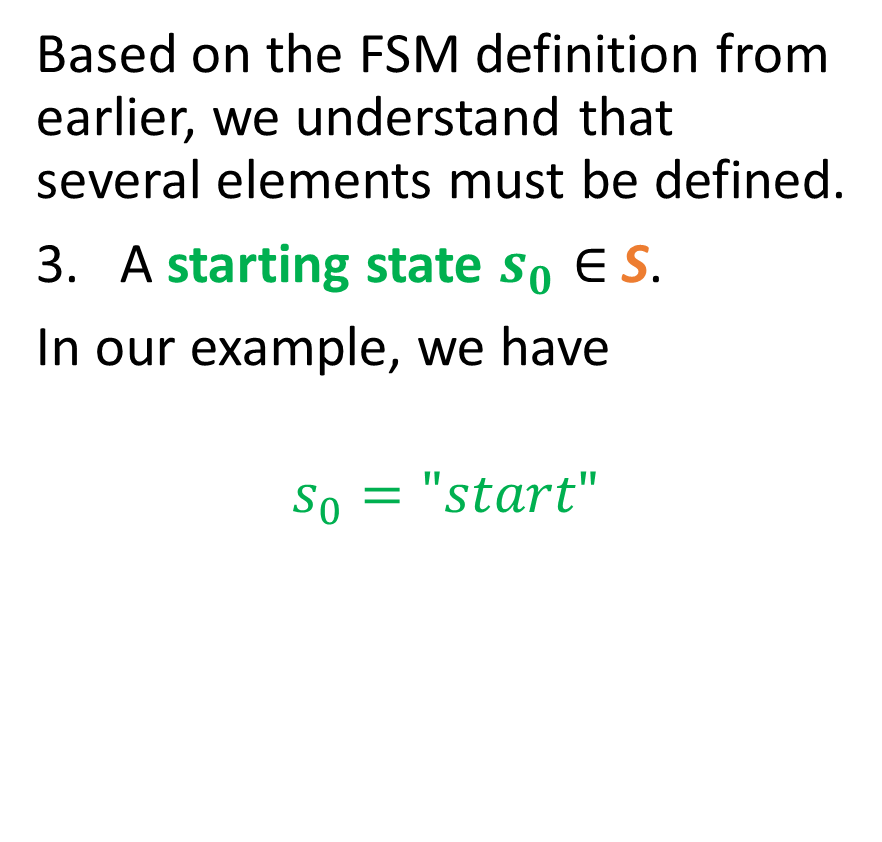 Based on the FSM definition from
earlier, we understand that
several elements must be defined.
3. A starting state s₀ ∈ S.
In our example, we have
s₀ = "start"